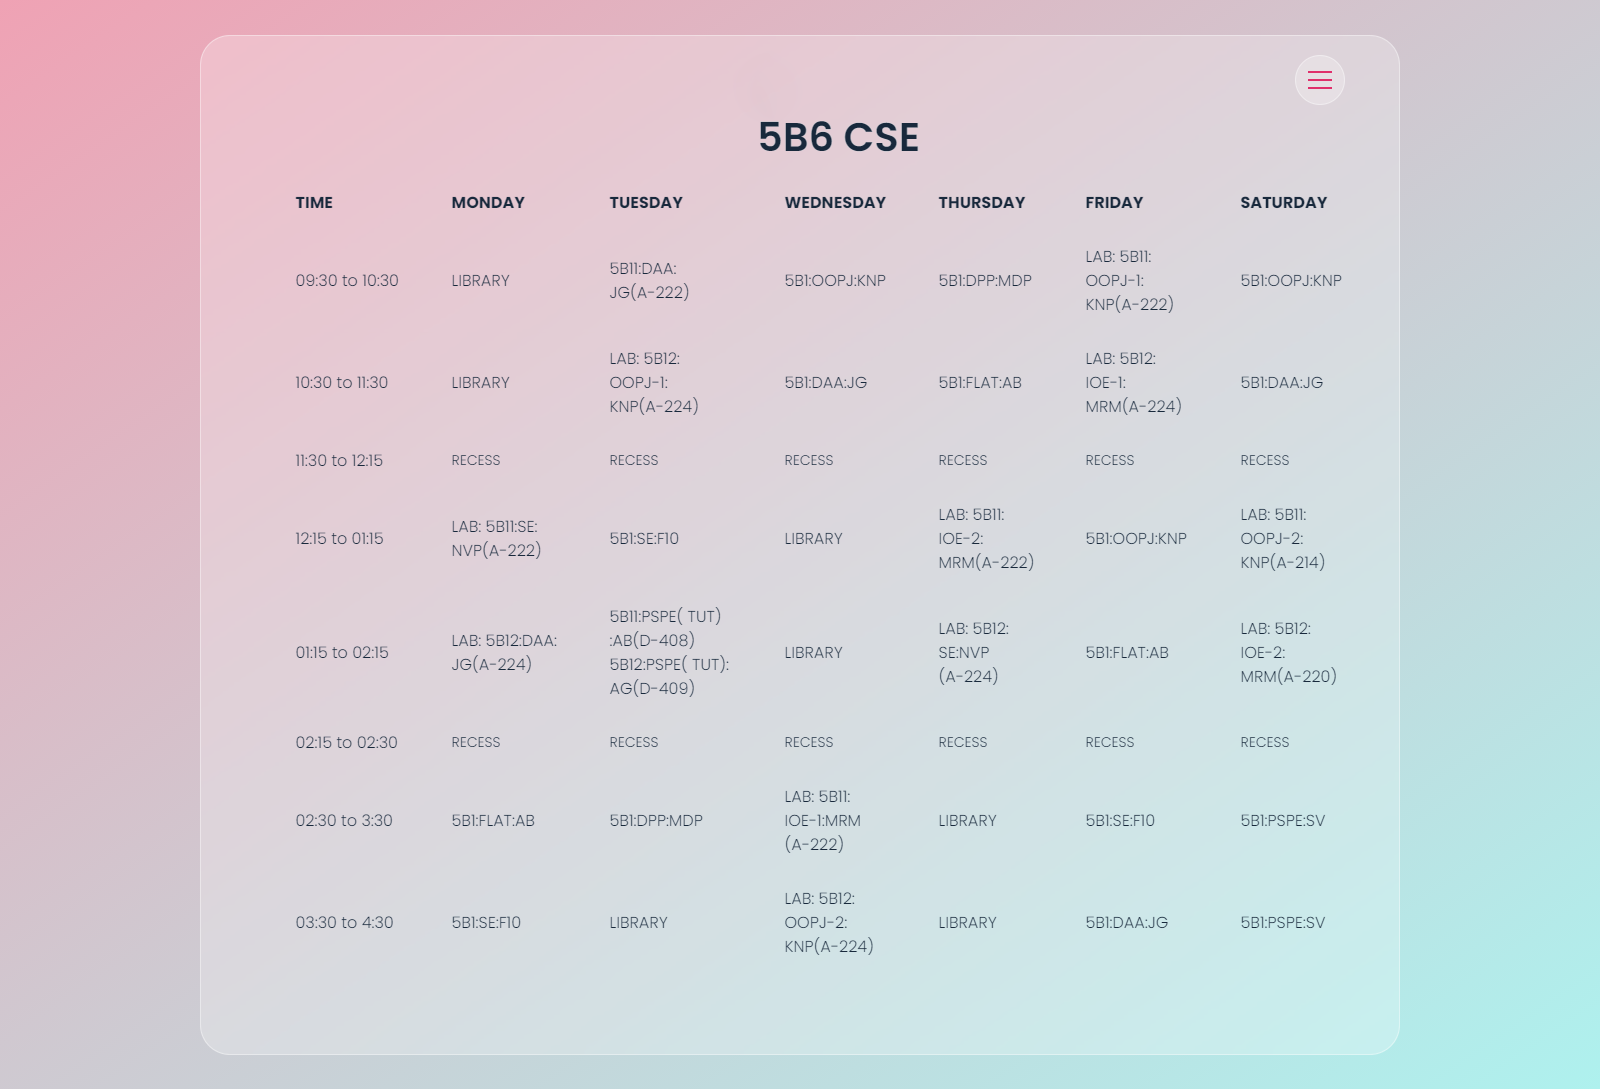 5B6 CSE
TIME MONDAY TUESDAY WEDNESDAY THURSDAY FRIDAY SATURDAY
09:30 to 10:30
LIBRARY
5B11:DAA:
JG(A-222)
5B1:OOPJ:KNP
5B1:DPP:MDP
LAB: 5B11:
OOPJ-1:
KNP(A-222)
5B1:OOPJ:KNP
10:30 to 11:30
LIBRARY
LAB: 5B12:
OOPJ-1:
KNP(A-224)
5B1:DAA:JG
5B1:FLAT:AB
LAB: 5B12:
IOE-1:
MRM(A-224)
5B1:DAA:JG
11:30 to 12:15
RECESS
RECESS
RECESS
RECESS
RECESS
RECESS
12:15 to 01:15
LAB: 5B11:SE:
NVP(A-222)
5B1:SE:F10
LIBRARY
LAB: 5B11:
IOE-2:
MRM(A-222)
5B1:OOPJ:KNP
LAB: 5B11:
OOPJ-2:
KNP(A-214)
01:15 to 02:15
LAB: 5B12:DAA:
JG(A-224)
5B11:PSPE( TUT)
:AB(D-408)
5B12:PSPE( TUT):
AG(D-409)
LIBRARY
LAB: 5B12:
SE:NVP
(A-224)
5B1:FLAT:AB
LAB: 5B12:
IOE-2:
MRM(A-220)
02:15 to 02:30
RECESS
RECESS
RECESS
RECESS
RECESS
RECESS
02:30 to 3:30
5B1:FLAT:AB
5B1:DPP:MDP
LAB: 5B11:
IOE-1:MRM
(A-222)
LIBRARY
5B1:SE:F10
5B1:PSPE:SV
03:30 to 4:30
5B1:SE:F10
LIBRARY
LAB: 5B12:
OOPJ-2:
KNP(A-224)
LIBRARY
5B1:DAA:JG
5B1:PSPE:SV